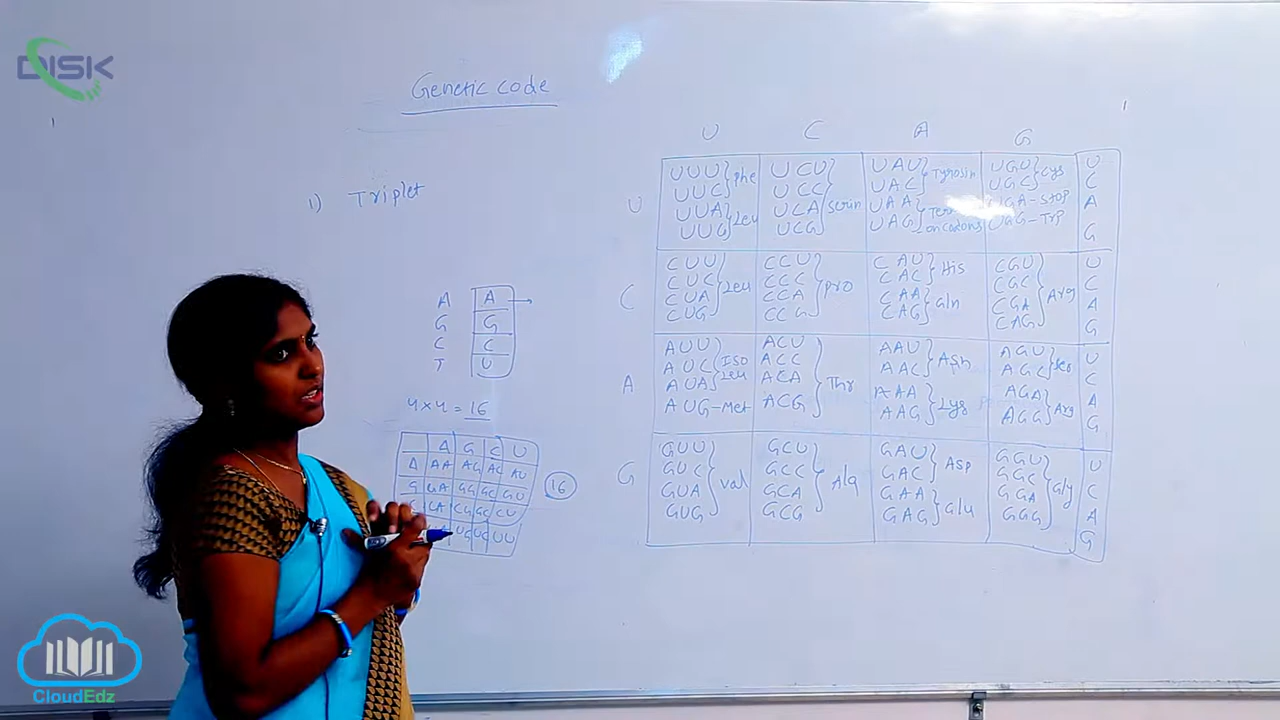 DISK
Genetic code
1) Triplet
A A
G G
C C
T U
4 x 4 = 16
A G C U
A AA AG AC AU
G GA GG GC GU
CA CG CC CU
UG UC UU
16
U C A G
U
UUU } Phe
UUC
UUA } Leu
UUG
UCU
UCC
UCA } Serin
UCG
UAU } Tyrosin
UAC
UAA
UAG on codons
UGU } Cys
UGC
UGA - Stop
UGG - Trp
U
C
A
G
C
CUU
CUC
CUA } Leu
CUG
CCU
CCC
CCA } Pro
CCG
CAU } His
CAC
CAA } Gln
CAG
CGU
CGC
CGA } Arg
CAG
U
C
A
G
A
AUU
AUC } ISO
AUA Leu
AUG - Met
ACU
ACC
ACA } Thr
ACG
AAU } Asn
AAC
AAA } Lys
AAG
AGU } Ser
AGC
AGA } Arg
AGG
U
C
A
G
G
GUU
GUC
GUA } val
GUG
GCU
GCC
GCA } Ala
GCG
GAU } Asp
GAC
GAA } Glu
GAG
GGU
GGC
GGA } Gly
GGG
U
C
A
G
CloudEdz